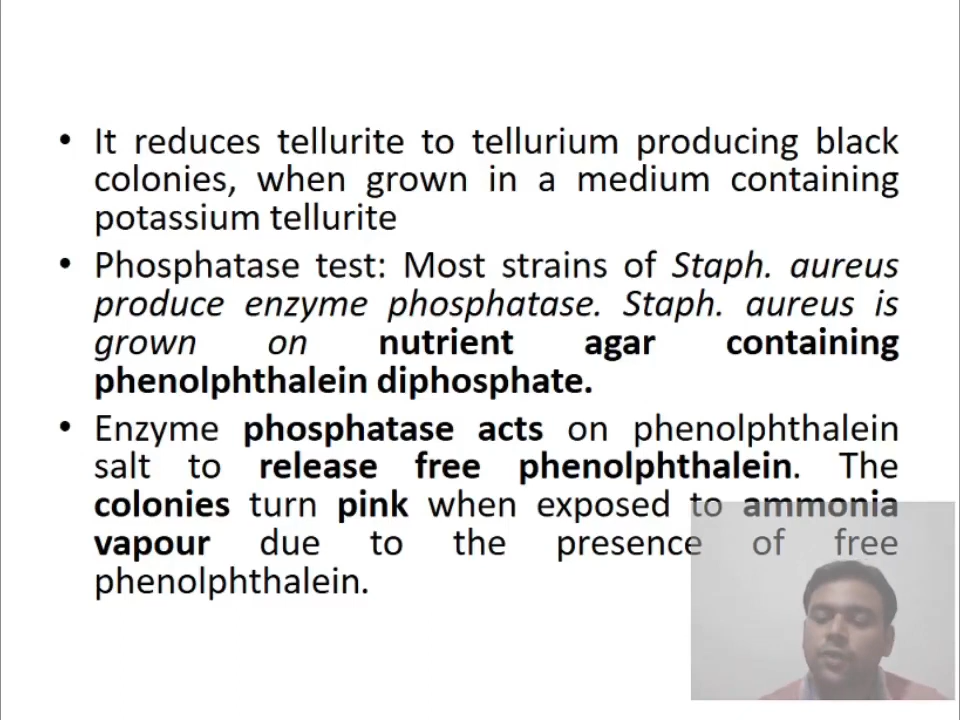 • It reduces tellurite to tellurium producing black
colonies, when grown in a medium containing
potassium tellurite
• Phosphatase test: Most strains of Staph. aureus
produce enzyme phosphatase. Staph. aureus is
grown on nutrient agar containing
phenolphthalein diphosphate.
• Enzyme phosphatase acts on phenolphthalein
salt to release free phenolphthalein. The
colonies turn pink when exposed to ammonia
vapour due to the presence of free
phenolphthalein.